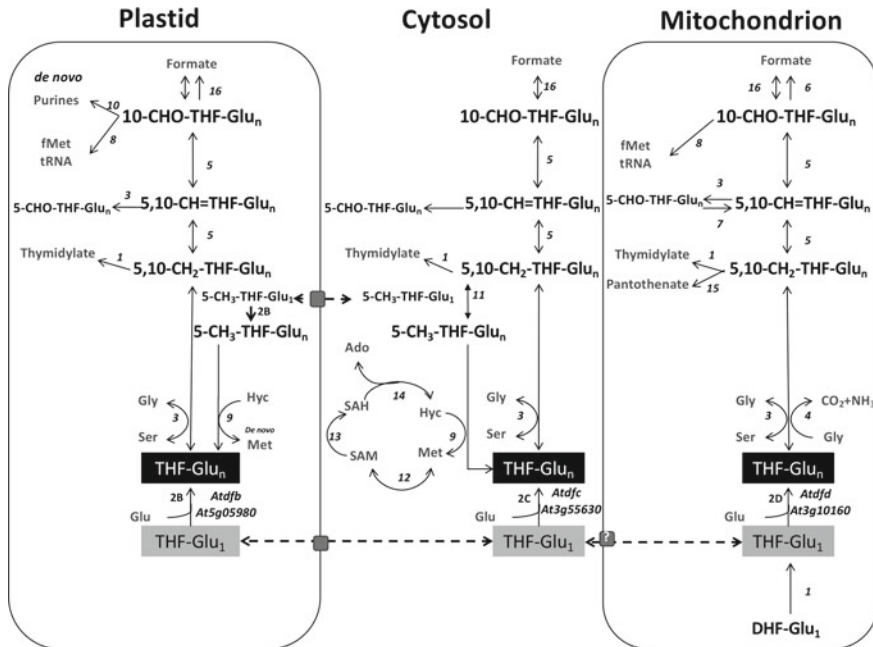 Plastid
Cytosol
Mitochondrion
Formate
16
de novo
Purines
10
10-CHO-THF-Glun
fMet
tRNA
8
5
5-CHO-THF-Glun
3
5,10-CH=THF-Glun
5
Thymidylate
1
5,10-CH2-THF-Glun
5-CH3-THF-Glu1
2B
5-CH3-THF-Glun
Gly
3
Ser
Hyc
9
De novo
Met
THF-Glun
2B
Atdfb
At5g05980
Glu
THF-Glu1
Formate
16
10-CHO-THF-Glun
5
5-CHO-THF-Glun
5,10-CH=THF-Glun
5
Thymidylate
1
5,10-CH2-THF-Glun
5-CH3-THF-Glu1
11
5-CH3-THF-Glun
Ado
14
SAH
Hyc
13
9
SAM
Met
12
Gly
3
Ser
THF-Glun
2C
Atdfc
At3g55630
Glu
THF-Glu1
?
Formate
16
6
10-CHO-THF-Glun
fMet
tRNA
8
5
3
5-CHO-THF-Glun
5,10-CH=THF-Glun
7
5
Thymidylate
1
5,10-CH2-THF-Glun
Pantothenate
15
Gly
3
Ser
CO2+NH3
4
Gly
THF-Glun
2D
Atdfd
At3g10160
Glu
THF-Glu1
1
DHF-Glu1